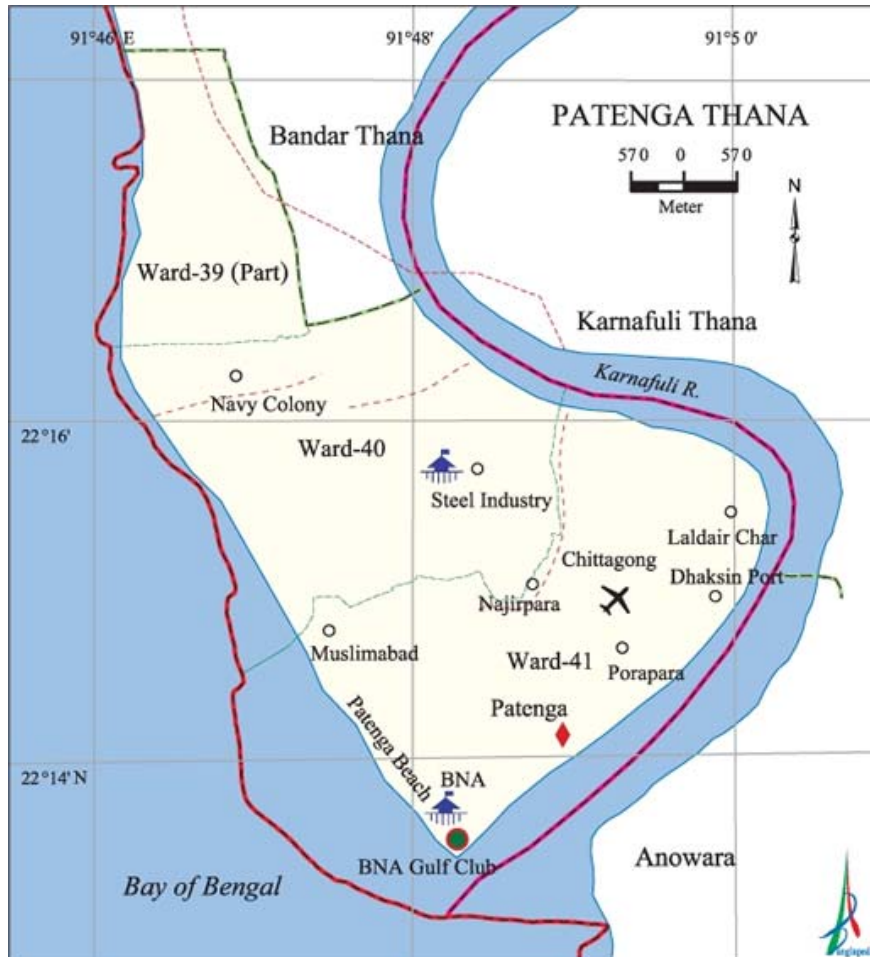 91°46' E
91°48'
91°5 0'
PATENGA THANA
570 0 570
Meter
N
Bandar Thana
Ward-39 (Part)
Karnafuli Thana
Karnafuli R.
Navy Colony
22°16'
Ward-40
Steel Industry
Laldair Char
Chittagong
Dhaksin Port
Najirpara
Muslimabad
Ward-41
Porapara
Patenga
Patenga Beach
22°14'N
BNA
BNA Gulf Club
Anowara
Bay of Bengal